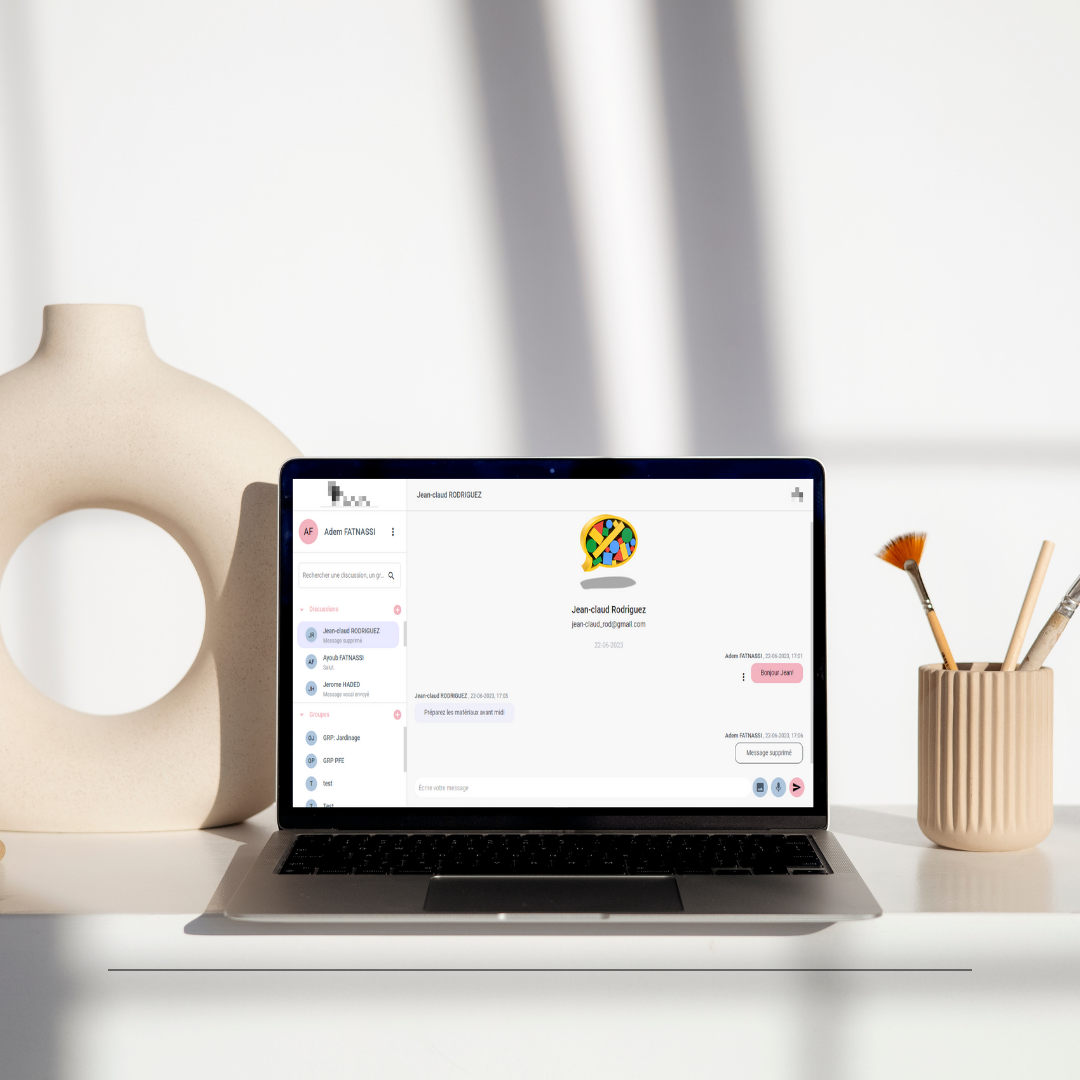 Jean-claud RODRIGUEZ
AF
Adem FATNASSI
Rechercher une discussion, un gr...
Discussions
JR
Jean-claud RODRIGUEZ
Message supprimé
AF
Ayoub FATNASSI
Salut
JH
Jerome HADED
Message vocal envoyé
Groupes
GJ
GRP: Jardinage
GP
GRP PFE
T
test
T
Test
Jean-claud Rodriguez
jean-claud_rod@gmail.com
22-06-2023
Adem FATNASSI, 22-06-2023, 17:01
Bonjour Jean!
Jean-claud RODRIGUEZ, 22-06-2023, 17:05
Préparez les matériaux avant midi
Adem FATNASSI, 22-06-2023, 17:06
Message supprimé
Écrire votre message